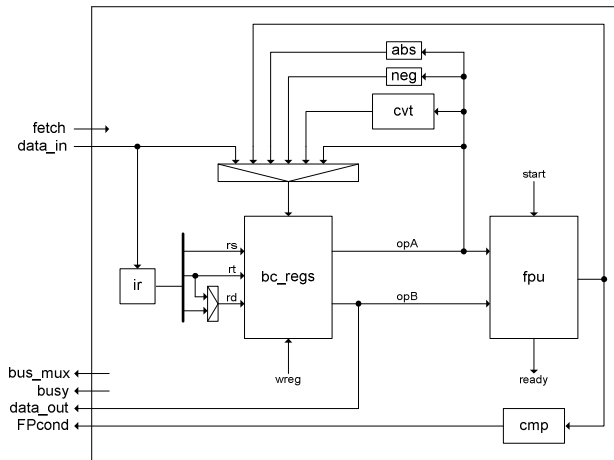 abs
neg
cvt
fetch
data_in
start
rs
opA
bc_regs
fpu
rt
ir
rd
opB
bus_mux
wreg
ready
busy
data_out
FPcond
cmp